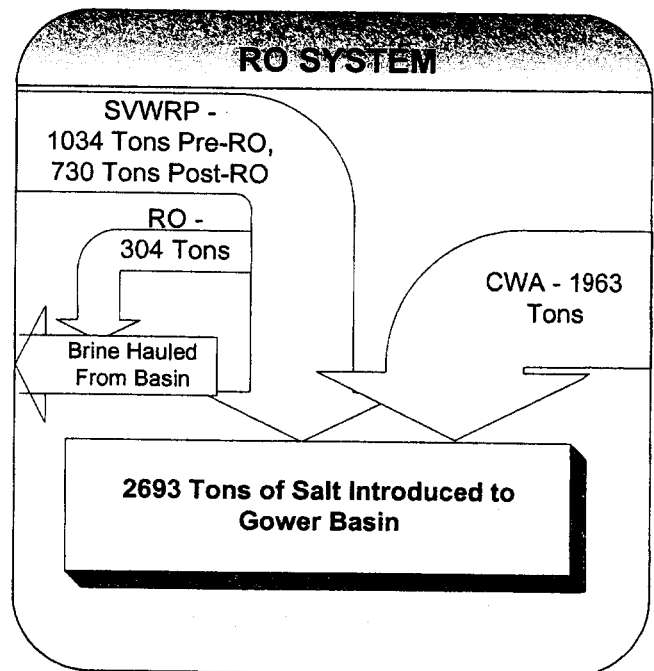 RO SYSTEM
SVWRP -
1034 Tons Pre-RO,
730 Tons Post-RO
RO -
304 Tons
CWA - 1963
Tons
Brine Hauled
From Basin
2693 Tons of Salt Introduced to
Gower Basin